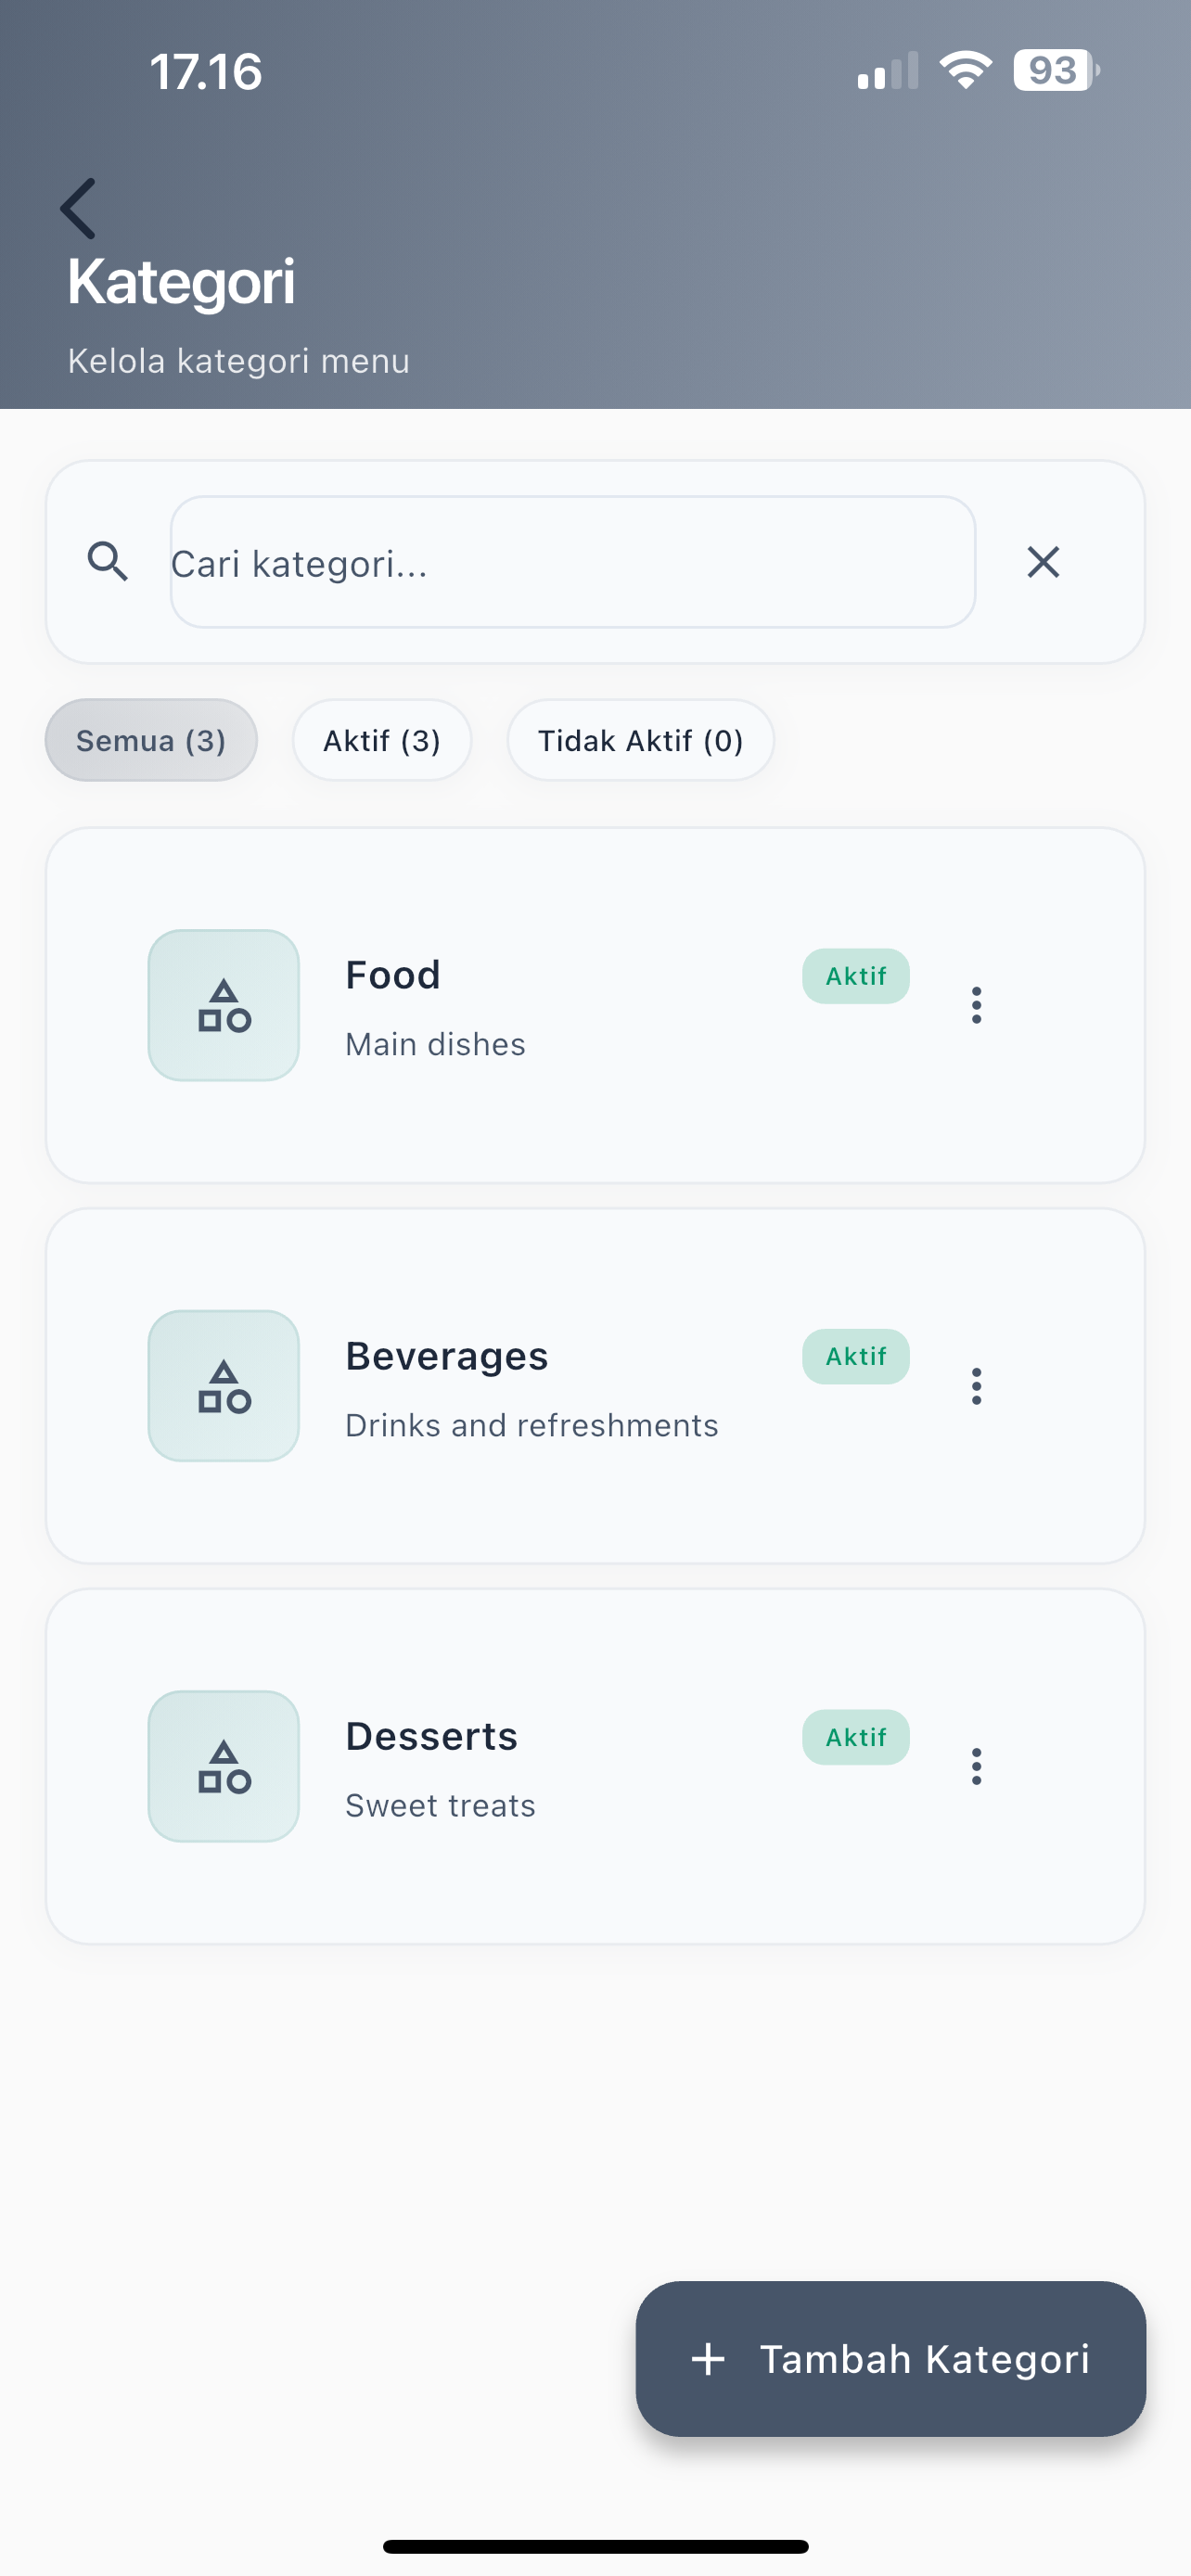 17.16
93
Kategori
Kelola kategori menu
Cari kategori...
Semua (3)
Aktif (3)
Tidak Aktif (0)
Food
Aktif
Main dishes
Beverages
Aktif
Drinks and refreshments
Desserts
Aktif
Sweet treats
Tambah Kategori